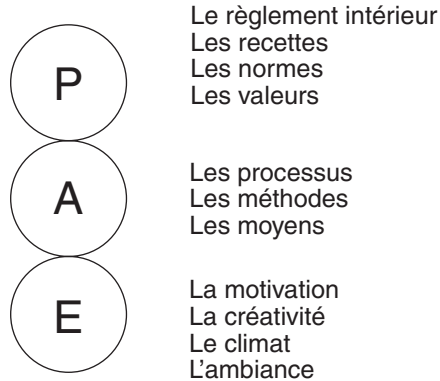 Le règlement intérieur
Les recettes
Les normes
Les valeurs
P
Les processus
Les méthodes
Les moyens
A
La motivation
La créativité
Le climat
L'ambiance
E